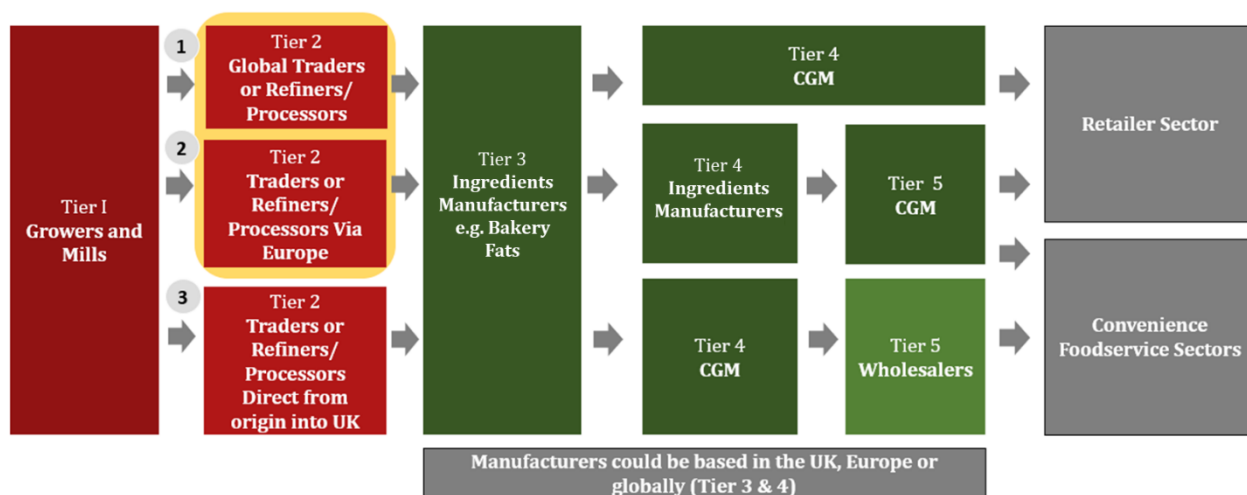 Tier I
Growers and
Mills
1
Tier 2
Global Traders
or Refiners/
Processors
2
Tier 2
Traders or
Refiners/
Processors Via
Europe
3
Tier 2
Traders or
Refiners/
Processors
Direct from
origin into UK
Tier 3
Ingredients
Manufacturers
e.g. Bakery
Fats
Tier 4
CGM
Tier 4
Ingredients
Manufacturers
Tier 5
CGM
Tier 4
CGM
Tier 5
Wholesalers
Retailer Sector
Convenience
Foodservice Sectors
Manufacturers could be based in the UK, Europe or
globally (Tier 3 & 4)